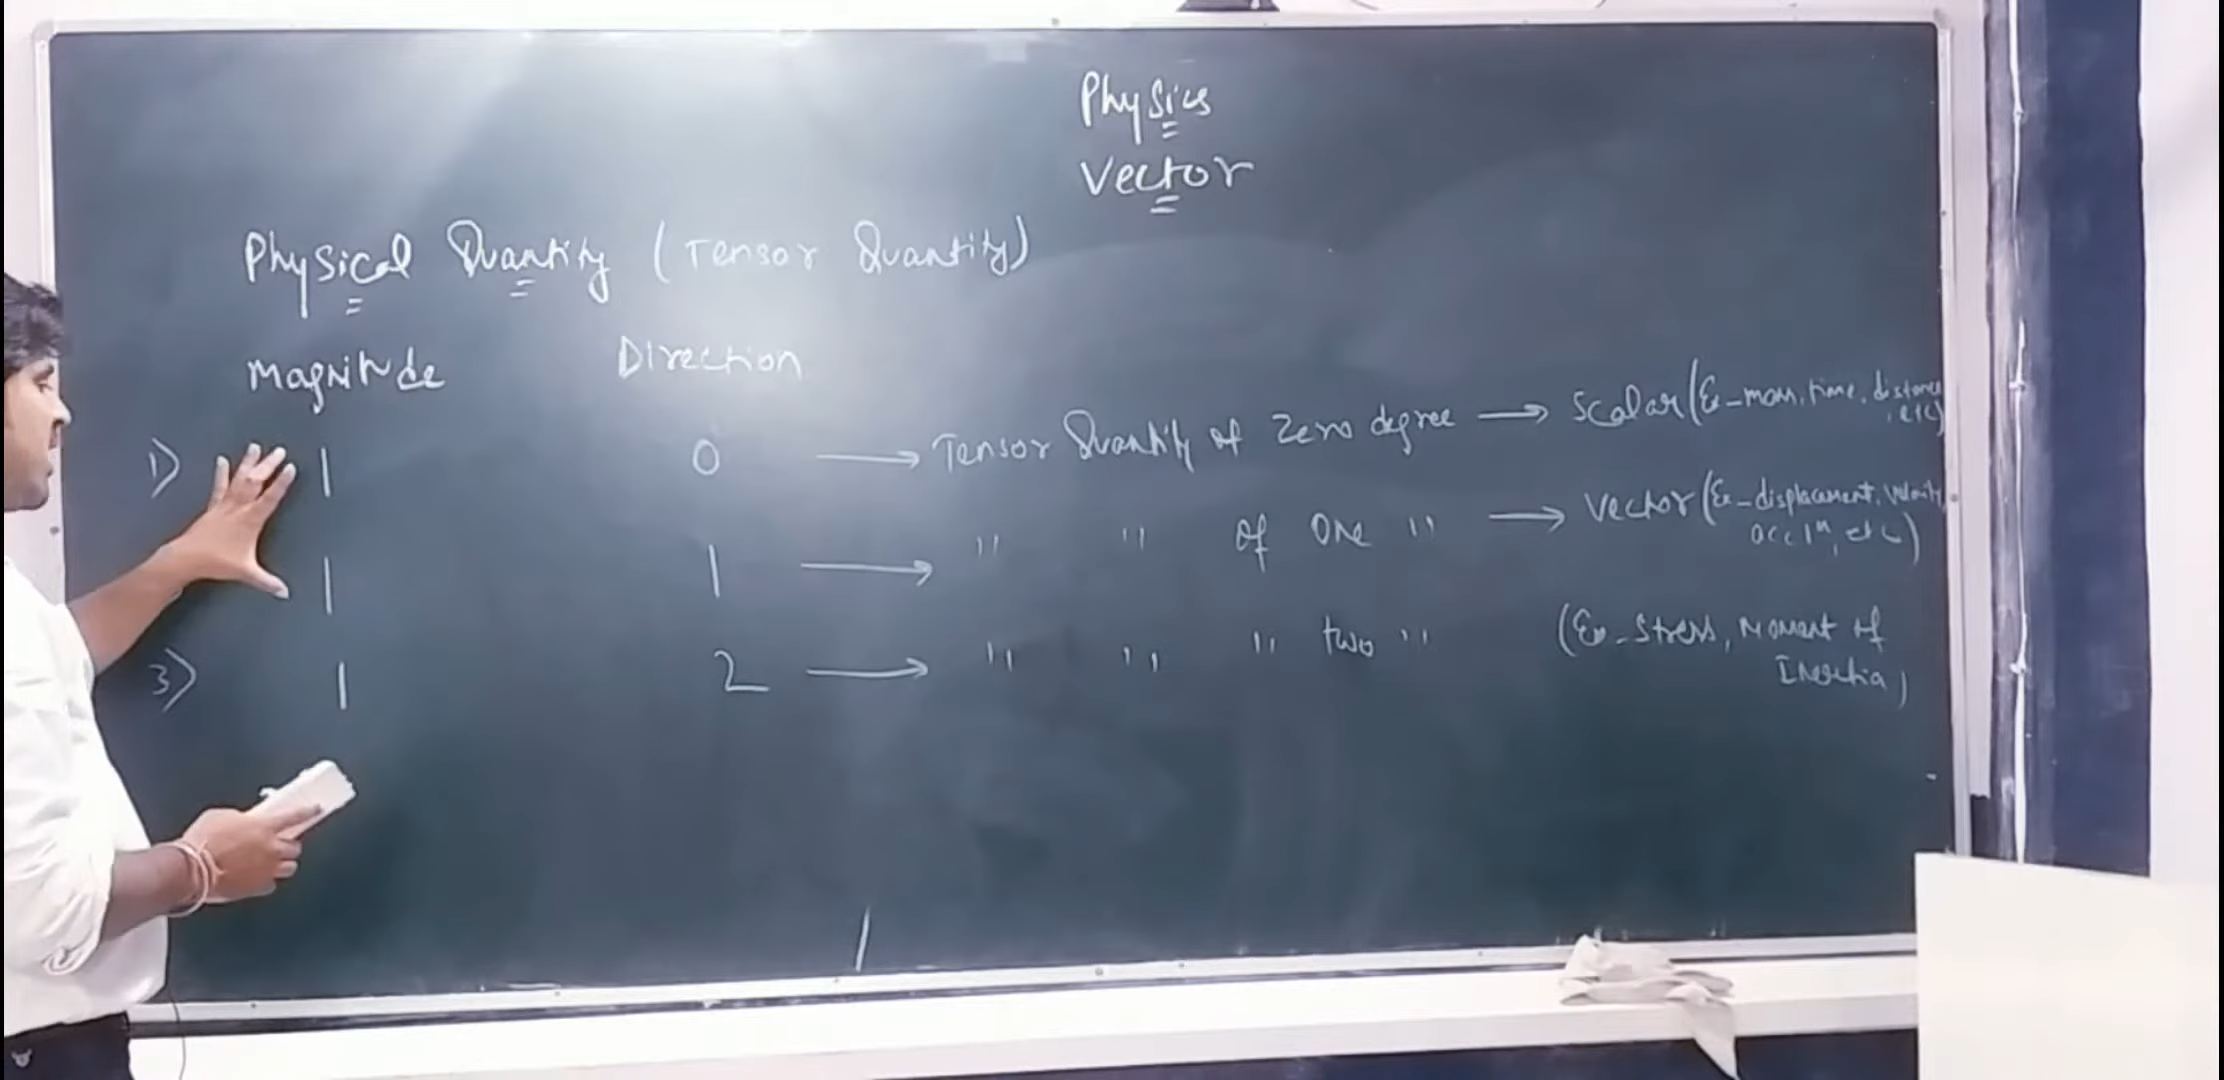 Physics
Vector
Physical Quantity (Tensor Quantity)
Magnitude Direction
1) 1 0 → Tensor Quantity of Zero degree → Scalar (Ex-mass, time, distance, etc)
1 1 → " " of One " → Vector (Ex-displacement, velocity, accln, etc)
3) 1 2 → " " " two " (Ex-Stress, Moment of Inertia)